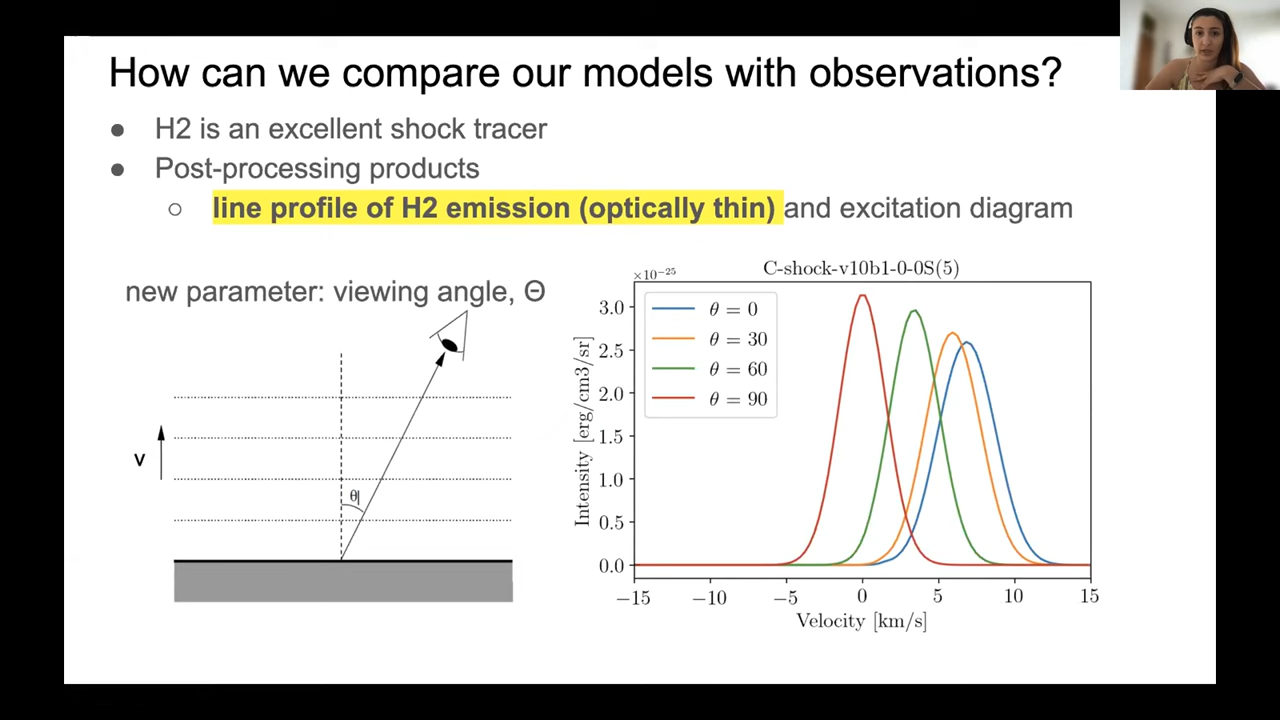 How can we compare our models with observations?
● H2 is an excellent shock tracer
● Post-processing products
○ line profile of H2 emission (optically thin) and excitation diagram
new parameter: viewing angle, Θ
v
θ
C-shock-v10b1-0-0S(5)
×10−25
3.0
2.5
2.0
1.5
1.0
0.5
0.0
Intensity [erg/cm3/sr]
θ = 0
θ = 30
θ = 60
θ = 90
−15 −10 −5 0 5 10 15
Velocity [km/s]